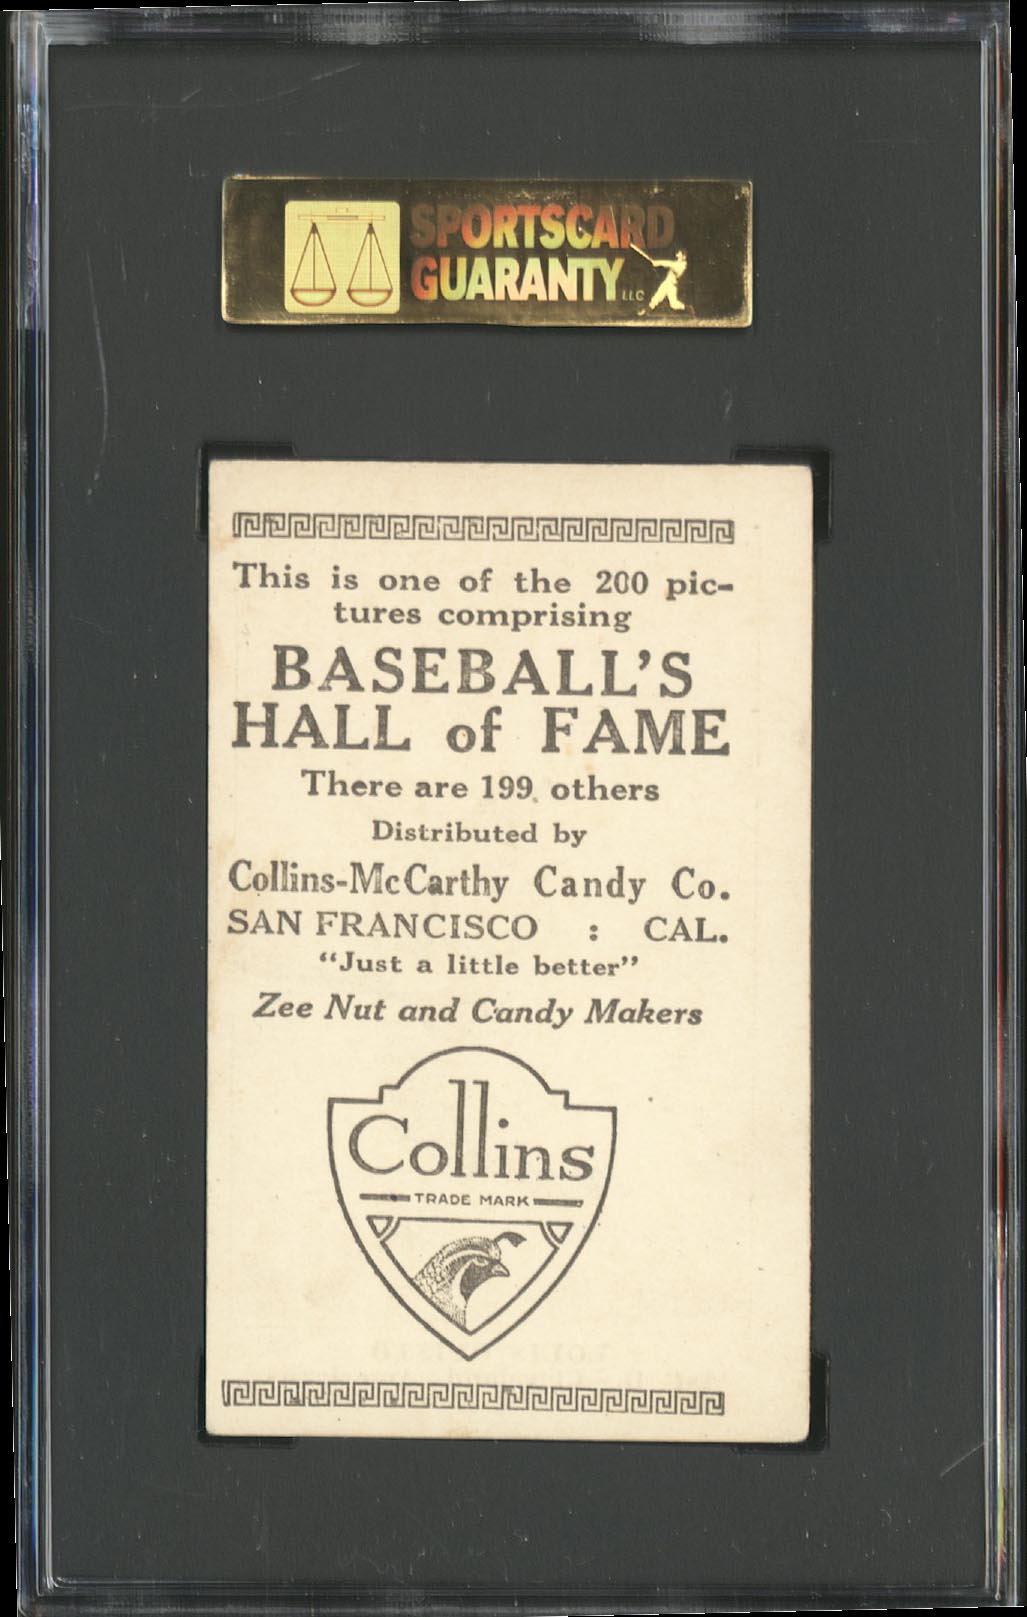 SPORTSCARD
GUARANTY LLC
This is one of the 200 pic-
tures comprising
BASEBALL'S
HALL of FAME
There are 199 others
Distributed by
Collins-McCarthy Candy Co.
SAN FRANCISCO : CAL.
"Just a little better"
Zee Nut and Candy Makers
Collins
TRADE MARK